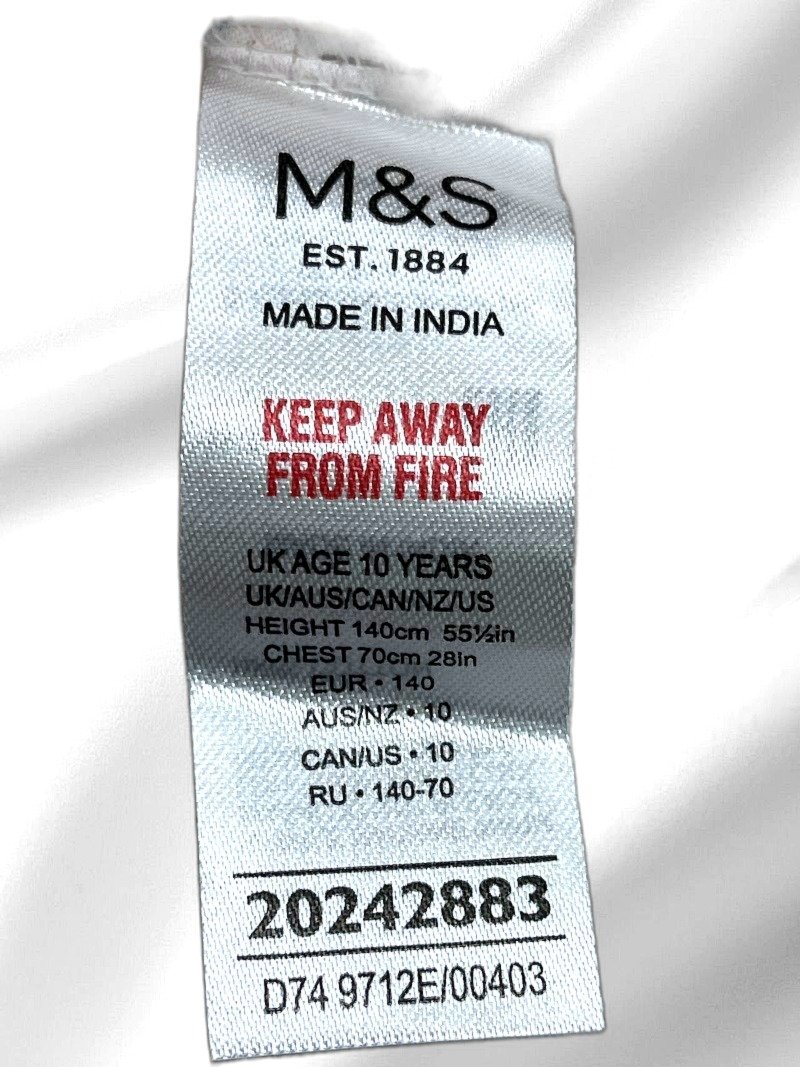 M&S
EST. 1884
MADE IN INDIA
KEEP AWAY
FROM FIRE
UK AGE 10 YEARS
UK/AUS/CAN/NZ/US
HEIGHT 140cm 55½in
CHEST 70cm 28in
EUR • 140
AUS/NZ • 10
CAN/US • 10
RU • 140-70
20242883
D74 9712E/00403